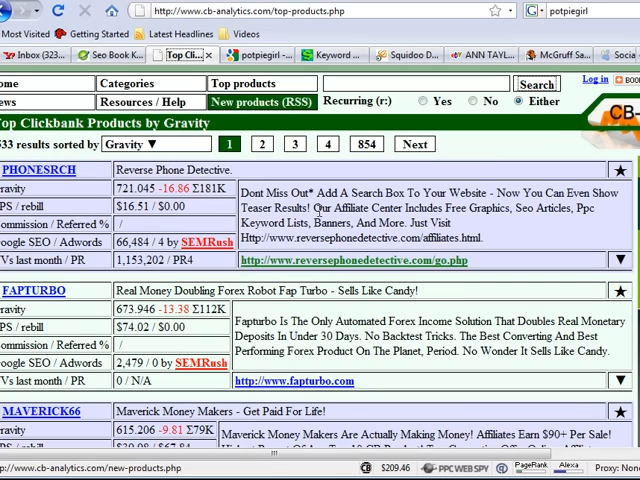 http://www.cb-analytics.com/top-products.php
potpiegirl
Most Visited Getting Started Latest Headlines Videos
Inbox (323... Seo Book K... Top Cli... potpiegirl -... Keyword ... Squidoo D... ANN TAYL... McGruff Sa... Social
ome Categories Top products Search Log in BOO
ews Resources / Help New products (RSS) Recurring (r): Yes No Either
CB-
Top Clickbank Products by Gravity
533 results sorted by Gravity ▼ 1 2 3 4 854 Next
PHONESRCH Reverse Phone Detective. ★
ravity 721.045 -16.86 Σ181K
PS / rebill $16.51 / $0.00
ommission / Referred % /
oogle SEO / Adwords 66,484 / 4 by SEMRush
Vs last month / PR 1,153,202 / PR4
Dont Miss Out* Add A Search Box To Your Website - Now You Can Even Show
Teaser Results! Our Affiliate Center Includes Free Graphics, Seo Articles, Ppc
Keyword Lists, Banners, And More. Just Visit
Http://www.reversephonedetective.com/affiliates.html.
http://www.reversephonedetective.com/go.php ▼
FAPTURBO Real Money Doubling Forex Robot Fap Turbo - Sells Like Candy! ★
ravity 673.946 -13.38 Σ112K
PS / rebill $74.02 / $0.00
ommission / Referred % /
oogle SEO / Adwords 2,479 / 0 by SEMRush
Vs last month / PR 0 / N/A
Fapturbo Is The Only Automated Forex Income Solution That Doubles Real Monetary
Deposits In Under 30 Days. No Backtest Tricks. The Best Converting And Best
Performing Forex Product On The Planet, Period. No Wonder It Sells Like Candy.
http://www.fapturbo.com ▼
MAVERICK66 Maverick Money Makers - Get Paid For Life! ★
ravity 615.206 -9.81 Σ79K
Maverick Money Makers Are Actually Making Money! Affiliates Earn $90+ Per Sale!
http://www.cb-analytics.com/new-products.php $209.46 PPC WEB SPY PageRank Alexa Proxy: None